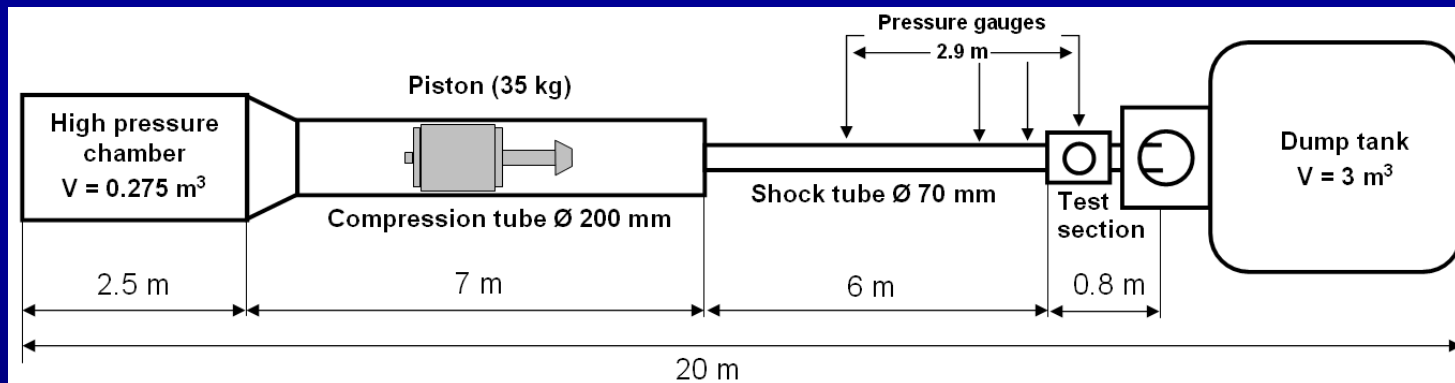 Pressure gauges
2.9 m
Piston (35 kg)
High pressure
chamber
V = 0.275 m³
Dump tank
V = 3 m³
Compression tube Ø 200 mm
Shock tube Ø 70 mm
Test
section
2.5 m
7 m
6 m
0.8 m
20 m